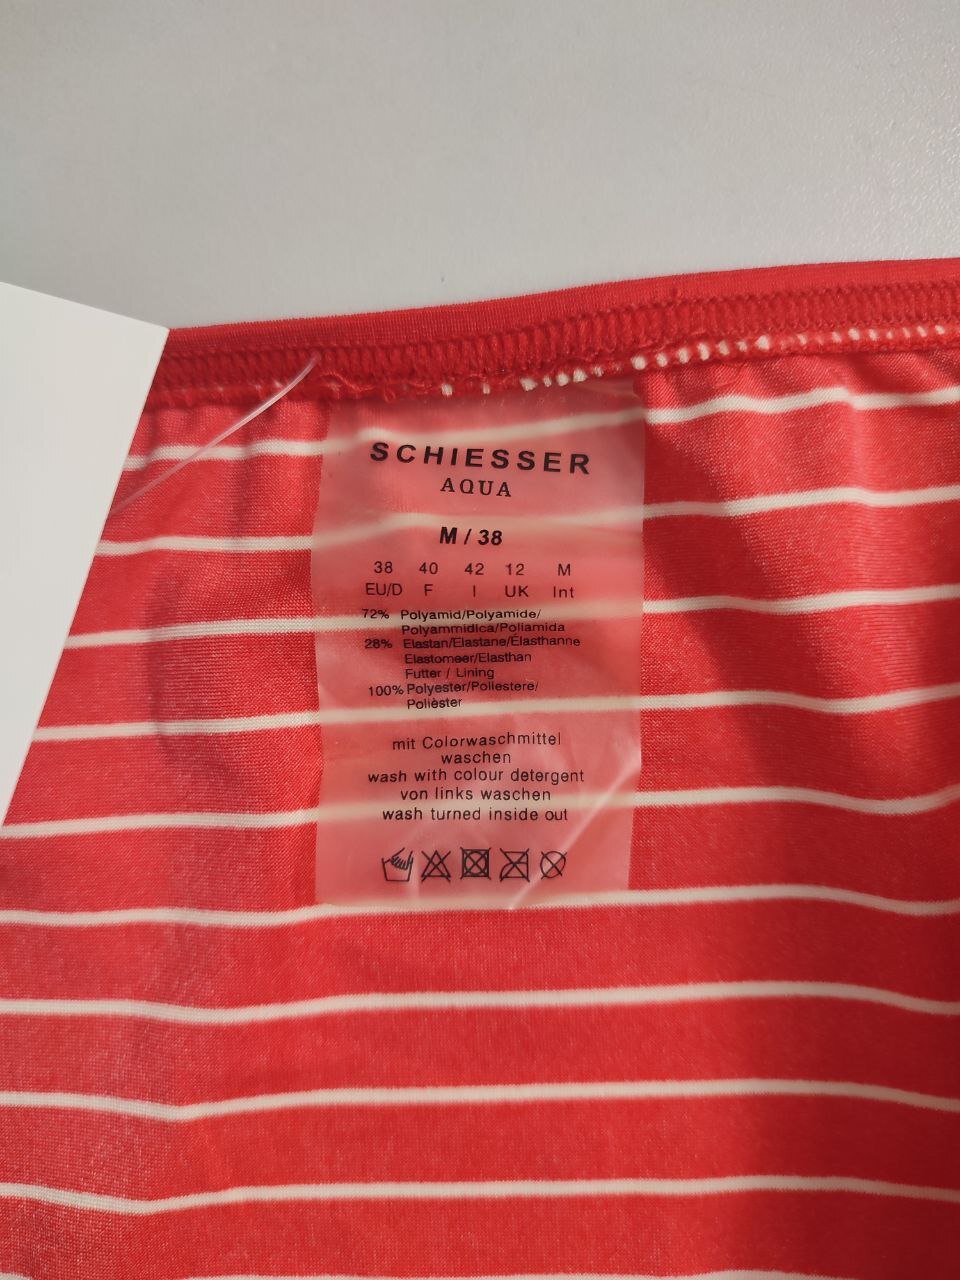 SCHIESSER
AQUA
M / 38
38 40 42 12 M
EU/D F I UK Int
72% Polyamid/Polyamide/
Polyammidica/Poliamida
28% Elastan/Elastane/Élasthanne
Elastomeer/Elasthan
Futter / Lining
100% Polyester/Poliestere/
Polièster
mit Colorwaschmittel
waschen
wash with colour detergent
von links waschen
wash turned inside out